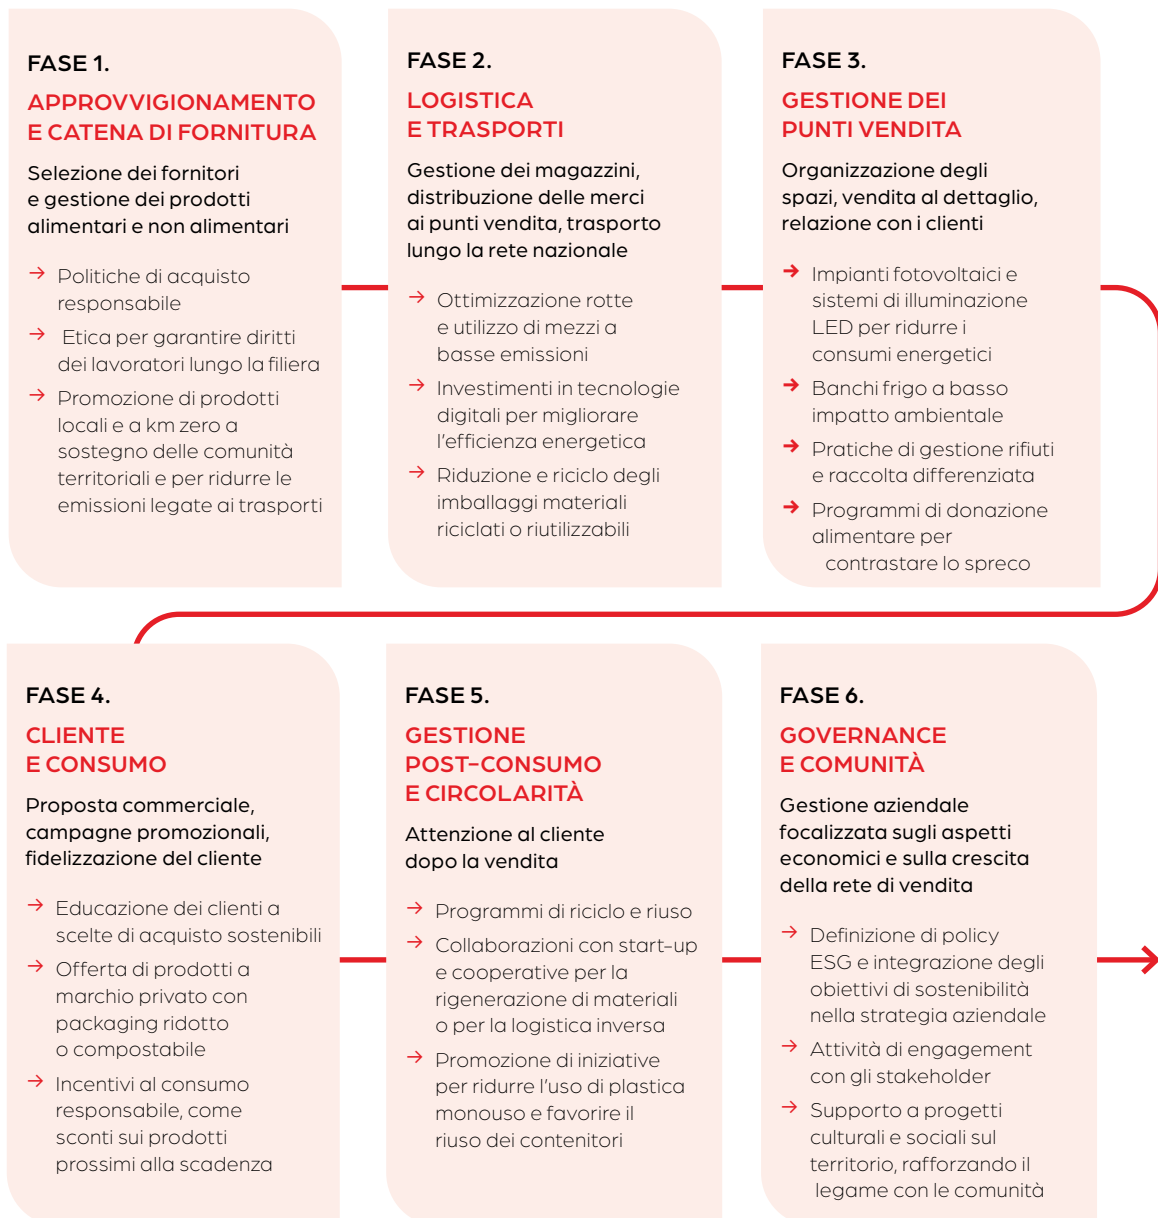 FASE 1.
APPROVVIGIONAMENTO
E CATENA DI FORNITURA
Selezione dei fornitori
e gestione dei prodotti
alimentari e non alimentari
→ Politiche di acquisto
responsabile
→ Etica per garantire diritti
dei lavoratori lungo la filiera
→ Promozione di prodotti
locali e a km zero a
sostegno delle comunità
territoriali e per ridurre le
emissioni legate ai trasporti
FASE 2.
LOGISTICA
E TRASPORTI
Gestione dei magazzini,
distribuzione delle merci
ai punti vendita, trasporto
lungo la rete nazionale
→ Ottimizzazione rotte
e utilizzo di mezzi a
basse emissioni
→ Investimenti in tecnologie
digitali per migliorare
l’efficienza energetica
→ Riduzione e riciclo degli
imballaggi materiali
riciclati o riutilizzabili
FASE 3.
GESTIONE DEI
PUNTI VENDITA
Organizzazione degli
spazi, vendita al dettaglio,
relazione con i clienti
→ Impianti fotovoltaici e
sistemi di illuminazione
LED per ridurre i
consumi energetici
→ Banchi frigo a basso
impatto ambientale
→ Pratiche di gestione rifiuti
e raccolta differenziata
→ Programmi di donazione
alimentare per
contrastare lo spreco
FASE 4.
CLIENTE
E CONSUMO
Proposta commerciale,
campagne promozionali,
fidelizzazione del cliente
→ Educazione dei clienti a
scelte di acquisto sostenibili
→ Offerta di prodotti a
marchio privato con
packaging ridotto
o compostabile
→ Incentivi al consumo
responsabile, come
sconti sui prodotti
prossimi alla scadenza
FASE 5.
GESTIONE
POST-CONSUMO
E CIRCOLARITÀ
Attenzione al cliente
dopo la vendita
→ Programmi di riciclo e riuso
→ Collaborazioni con start-up
e cooperative per la
rigenerazione di materiali
o per la logistica inversa
→ Promozione di iniziative
per ridurre l’uso di plastica
monouso e favorire il
riuso dei contenitori
FASE 6.
GOVERNANCE
E COMUNITÀ
Gestione aziendale
focalizzata sugli aspetti
economici e sulla crescita
della rete di vendita
→ Definizione di policy
ESG e integrazione degli
obiettivi di sostenibilità
nella strategia aziendale
→ Attività di engagement
con gli stakeholder
→ Supporto a progetti
culturali e sociali sul
territorio, rafforzando il
legame con le comunità